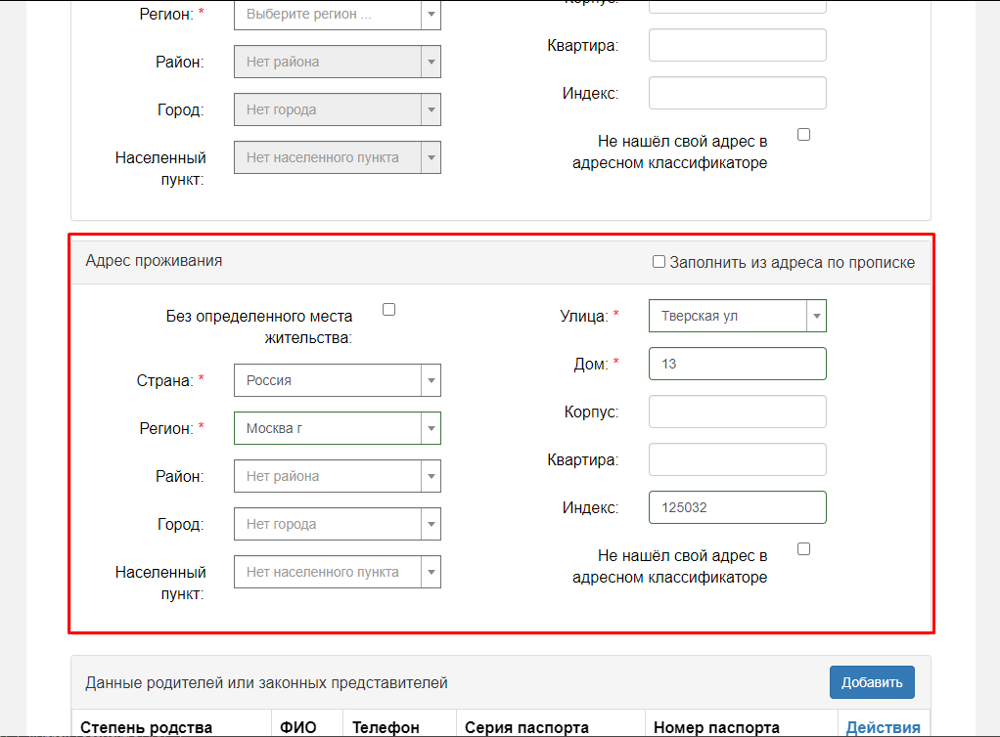 Регион: *
Выберите регион ...
Район:
Нет района
Город:
Нет города
Населенный
пункт:
Нет населенного пункта
Квартира:
Индекс:
Не нашёл свой адрес в
адресном классификаторе
Адрес проживания
Заполнить из адреса по прописке
Без определенного места
жительства:
Страна: *
Россия
Регион: *
Москва г
Район:
Нет района
Город:
Нет города
Населенный
пункт:
Нет населенного пункта
Улица: *
Тверская ул
Дом: *
13
Корпус:
Квартира:
Индекс:
125032
Не нашёл свой адрес в
адресном классификаторе
Данные родителей или законных представителей
Добавить
Степень родства
ФИО
Телефон
Серия паспорта
Номер паспорта
Действия